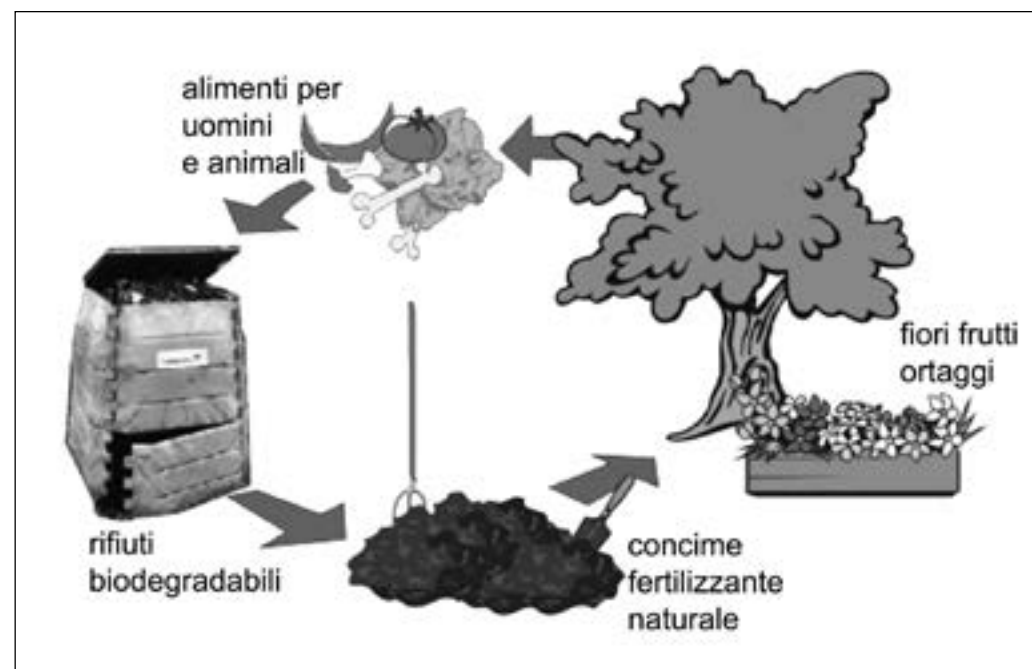 alimenti per
uomini
e animali
fiori frutti
ortaggi
rifiuti
biodegradabili
concime
fertilizzante
naturale